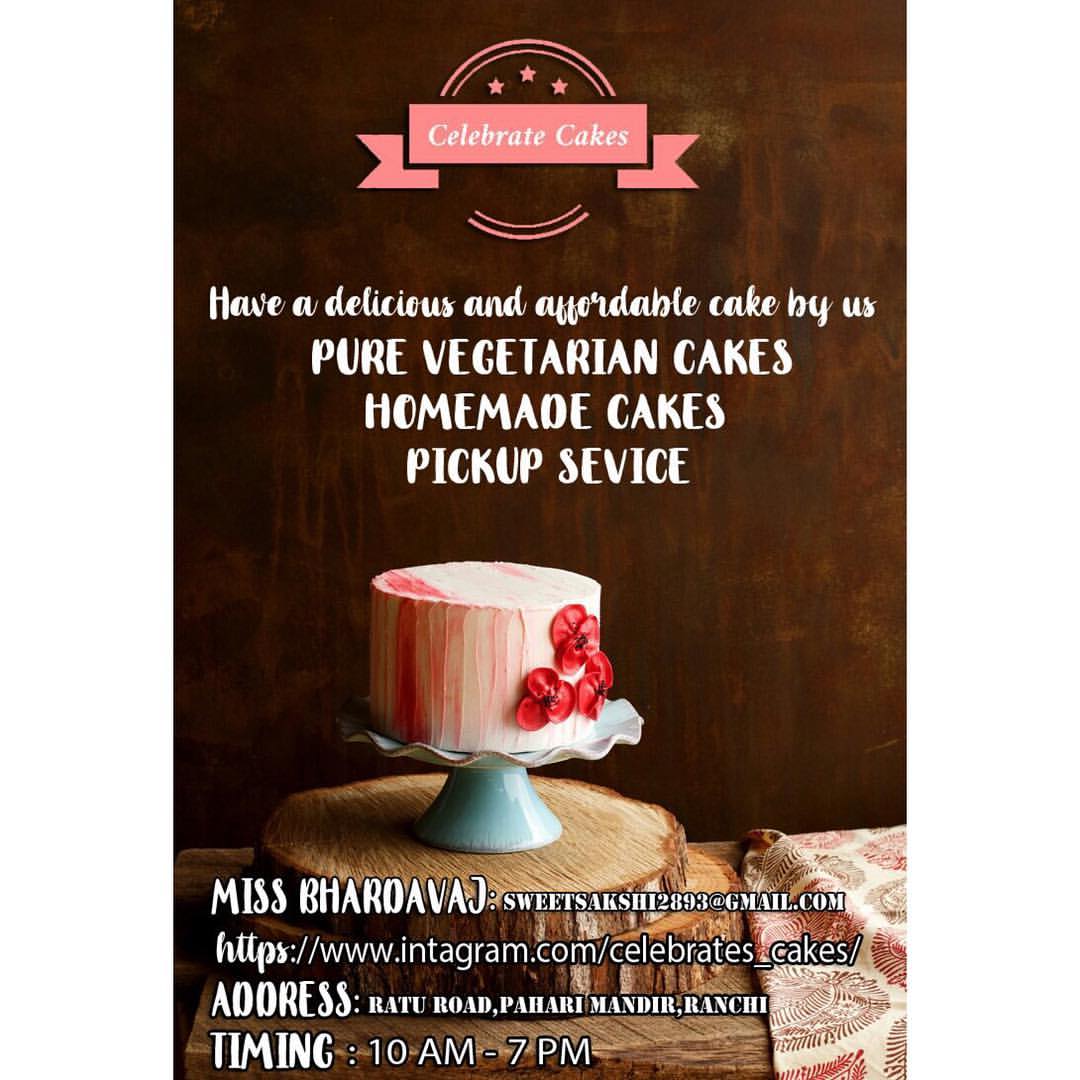 Celebrate Cakes
Have a delicious and affordable cake by us
PURE VEGETARIAN CAKES
HOMEMADE CAKES
PICKUP SEVICE
MISS BHARDAVAJ: SWEETSAKSHI2893@GMAIL.COM
https://www.intagram.com/celebrates_cakes/
ADDRESS: RATU ROAD,PAHARI MANDIR,RANCHI
TIMING : 10 AM - 7 PM